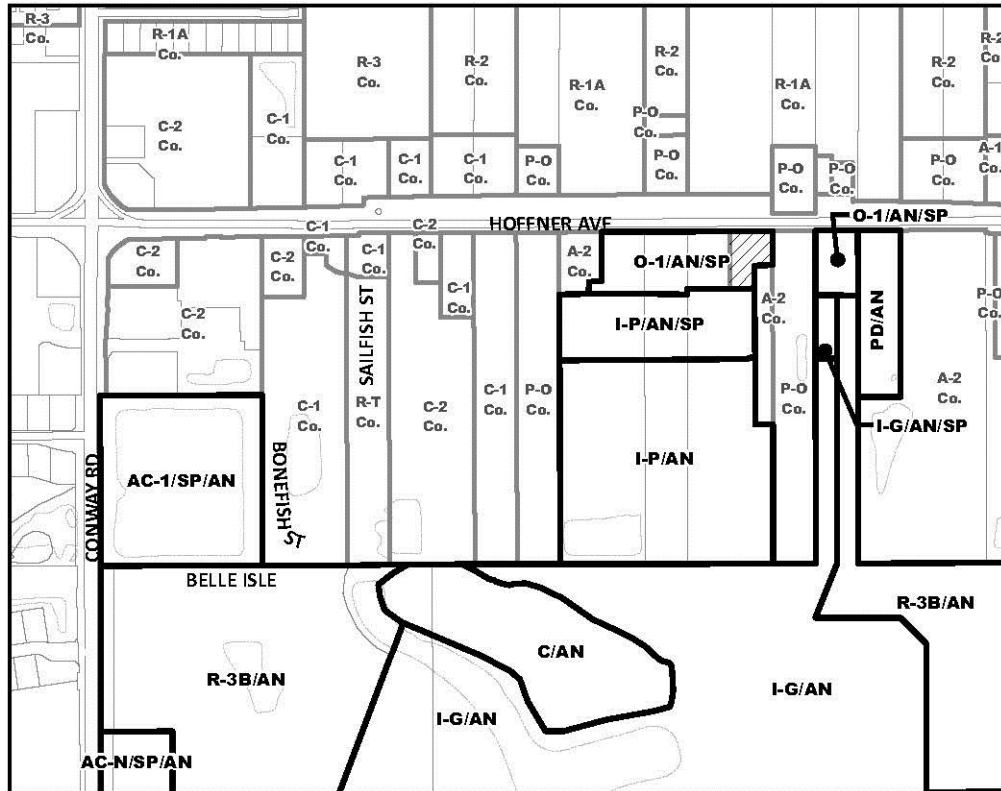 R-3
Co.
R-1A
Co.
R-3
Co.
R-2
Co.
R-2
Co.
R-2
Co.
R-2
Co.
R-1A
Co.
R-1A
Co.
C-2
Co.
C-1
Co.
P-O
Co.
C-1
Co.
C-1
Co.
C-1
Co.
P-O
Co.
P-O
Co.
P-O
Co.
P-O
Co.
P-O
Co.
A-1
Co.
HOFFNER AVE
O-1/AN/SP
C-1
Co.
C-2
Co.
C-2
Co.
C-2
Co.
C-1
Co.
A-2
Co.
O-1/AN/SP
C-1
Co.
A-2
Co.
P-O
Co.
C-2
Co.
I-P/AN/SP
SAILFISH ST
PD/AN
C-1
Co.
R-T
Co.
C-2
Co.
C-1
Co.
P-O
Co.
P-O
Co.
A-2
Co.
I-G/AN/SP
I-P/AN
AC-1/SP/AN
BONEFISH ST
CONWAY RD
BELLE ISLE
R-3B/AN
C/AN
R-3B/AN
I-G/AN
I-G/AN
AC-N/SP/AN